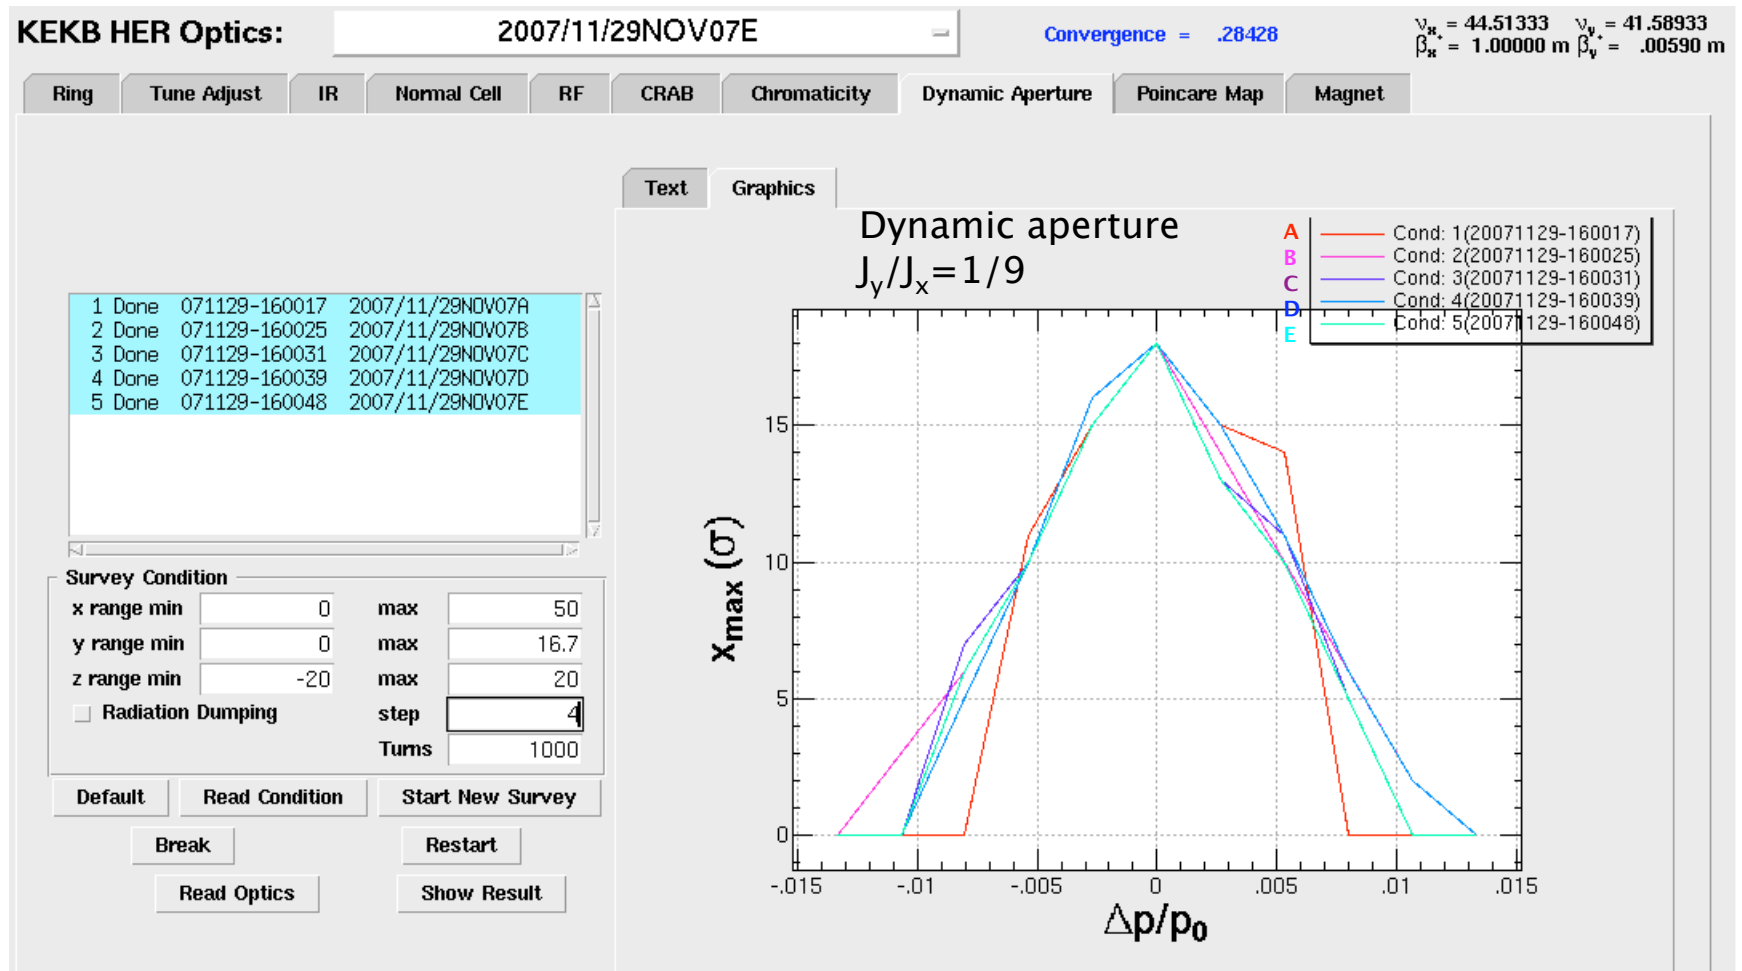 KEKB HER Optics: 2007/11/29NOV07E Convergence = .28428 νx = 44.51333 νy = 41.58933
βx* = 1.00000 m βy* = .00590 m
Ring Tune Adjust IR Normal Cell RF CRAB Chromaticity Dynamic Aperture Poincare Map Magnet
Text Graphics
Dynamic aperture
Jy/Jx=1/9
A Cond: 1(20071129-160017)
B Cond: 2(20071129-160025)
C Cond: 3(20071129-160031)
D Cond: 4(20071129-160039)
E Cond: 5(20071129-160048)
1 Done 071129-160017 2007/11/29NOV07A
2 Done 071129-160025 2007/11/29NOV07B
3 Done 071129-160031 2007/11/29NOV07C
4 Done 071129-160039 2007/11/29NOV07D
5 Done 071129-160048 2007/11/29NOV07E
Survey Condition
x range min 0 max 50
y range min 0 max 16.7
z range min -20 max 20
Radiation Dumping step 4
Turns 1000
Default Read Condition Start New Survey
Break Restart
Read Optics Show Result
xmax (σ)
15
10
5
0
-.015 -.01 -.005 0 .005 .01 .015
Δp/p0